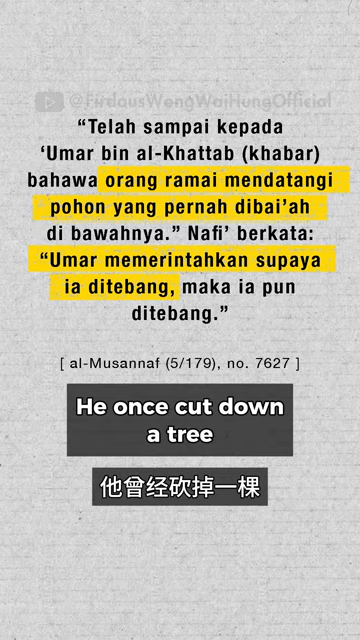 @FirdausWongWaiHungOfficial
“Telah sampai kepada
‘Umar bin al-Khattab (khabar)
bahawa orang ramai mendatangi
pohon yang pernah dibai’ah
di bawahnya.” Nafi’ berkata:
“Umar memerintahkan supaya
ia ditebang, maka ia pun
ditebang.”
[ al-Musannaf (5/179), no. 7627 ]
He once cut down
a tree
他曾经砍掉一棵